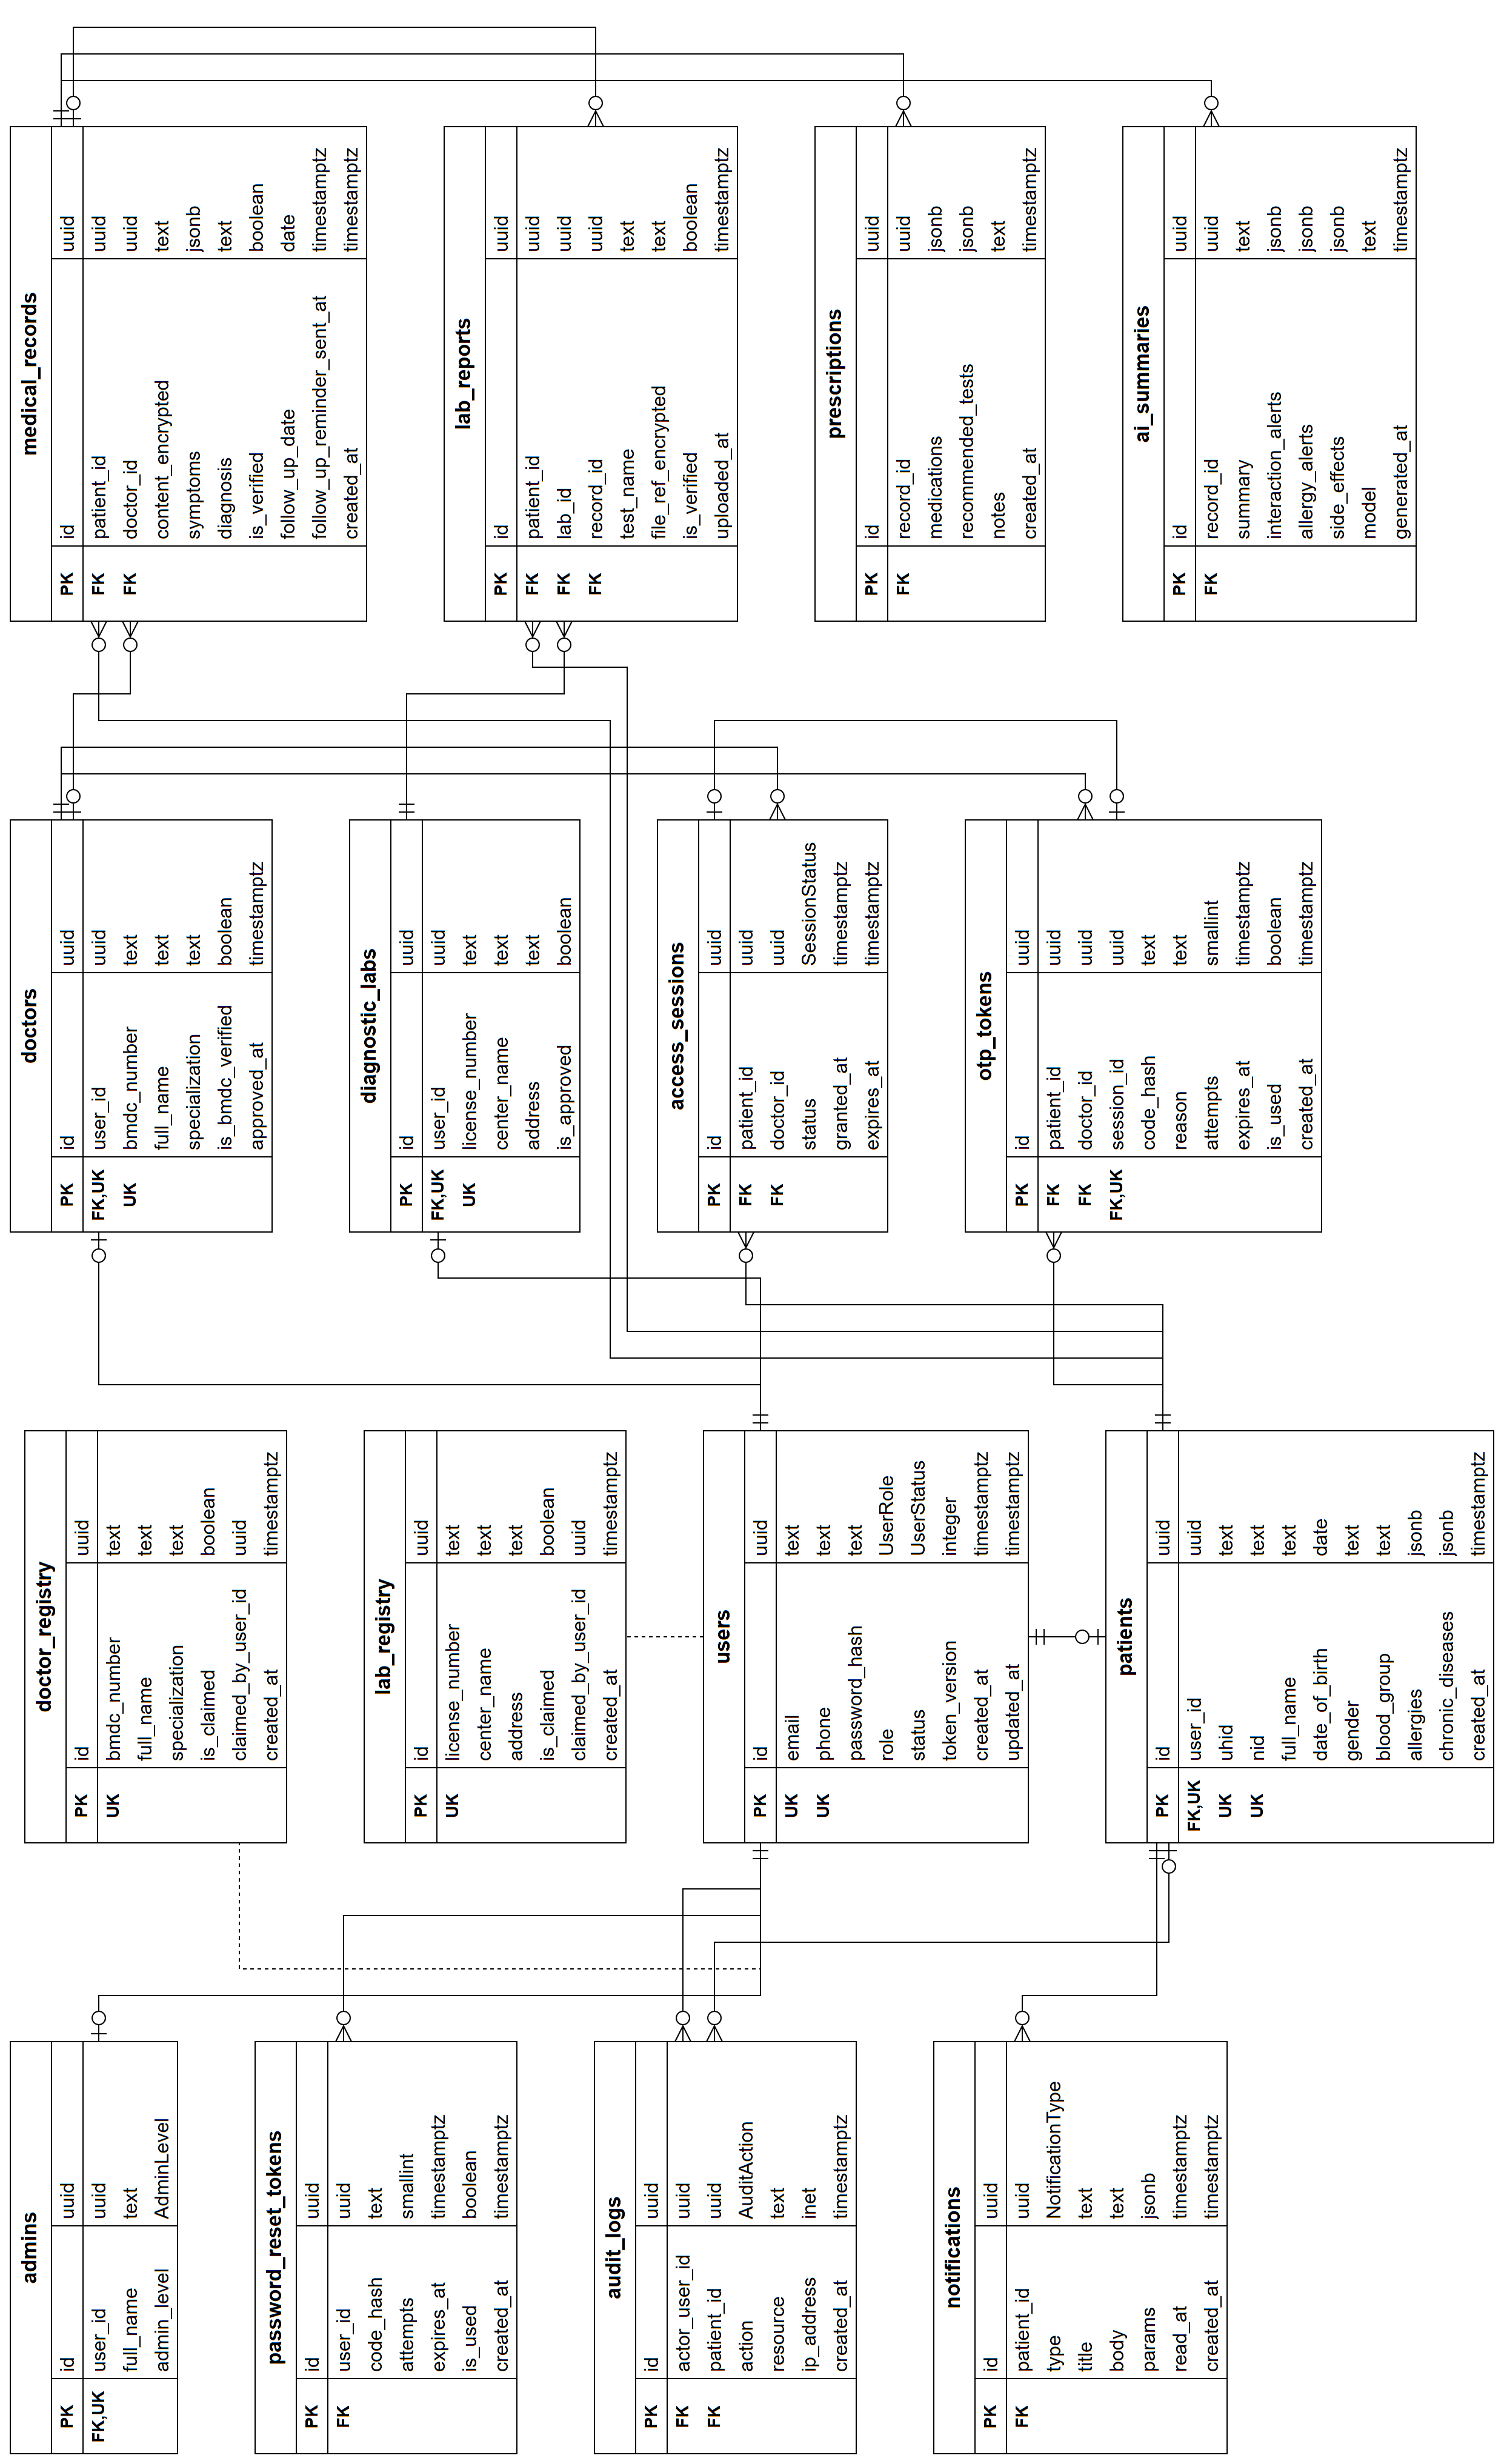 admins
PK id uuid
FK,UK user_id uuid
full_name text
admin_level AdminLevel
password_reset_tokens
PK id uuid
FK user_id uuid
code_hash text
attempts smallint
expires_at timestamptz
is_used boolean
created_at timestamptz
audit_logs
PK id uuid
FK actor_user_id uuid
FK patient_id uuid
action AuditAction
resource text
ip_address inet
created_at timestamptz
notifications
PK id uuid
FK patient_id uuid
type NotificationType
title text
body text
params jsonb
read_at timestamptz
created_at timestamptz
doctor_registry
PK id uuid
UK bmdc_number text
full_name text
specialization text
is_claimed boolean
claimed_by_user_id uuid
created_at timestamptz
lab_registry
PK id uuid
UK license_number text
center_name text
address text
is_claimed boolean
claimed_by_user_id uuid
created_at timestamptz
users
PK id uuid
UK email text
UK phone text
password_hash text
role UserRole
status UserStatus
token_version integer
created_at timestamptz
updated_at timestamptz
patients
PK id uuid
FK,UK user_id uuid
UK uhid text
UK nid text
full_name text
date_of_birth date
gender text
blood_group text
allergies jsonb
chronic_diseases jsonb
created_at timestamptz
doctors
PK id uuid
FK,UK user_id uuid
UK bmdc_number text
full_name text
specialization text
is_bmdc_verified boolean
approved_at timestamptz
diagnostic_labs
PK id uuid
FK,UK user_id uuid
UK license_number text
center_name text
address text
is_approved boolean
access_sessions
PK id uuid
FK patient_id uuid
FK doctor_id uuid
status SessionStatus
granted_at timestamptz
expires_at timestamptz
otp_tokens
PK id uuid
FK patient_id uuid
FK doctor_id uuid
FK,UK session_id uuid
code_hash text
reason text
attempts smallint
expires_at timestamptz
is_used boolean
created_at timestamptz
medical_records
PK id uuid
FK patient_id uuid
FK doctor_id uuid
content_encrypted text
symptoms jsonb
diagnosis text
is_verified boolean
follow_up_date date
follow_up_reminder_sent_at timestamptz
created_at timestamptz
lab_reports
PK id uuid
FK patient_id uuid
FK lab_id uuid
FK record_id uuid
test_name text
file_ref_encrypted text
is_verified boolean
uploaded_at timestamptz
prescriptions
PK id uuid
FK record_id uuid
medications jsonb
recommended_tests jsonb
notes text
created_at timestamptz
ai_summaries
PK id uuid
FK record_id uuid
summary text
interaction_alerts jsonb
allergy_alerts jsonb
side_effects jsonb
model text
generated_at timestamptz